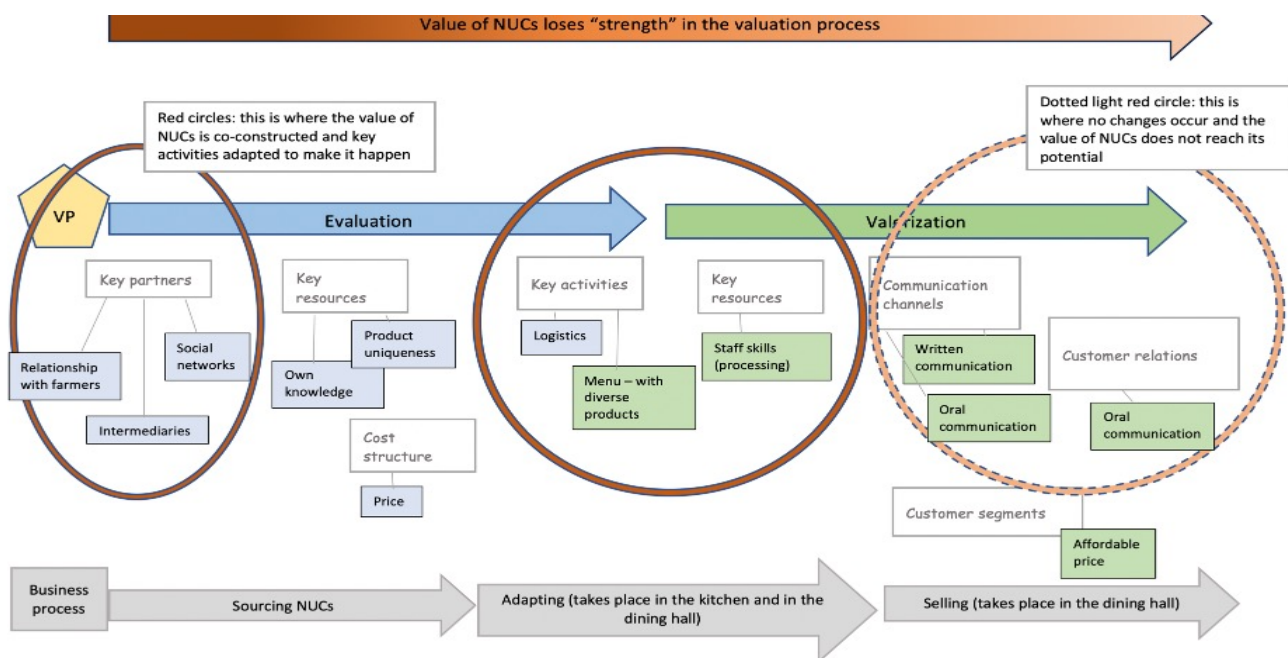 Value of NUCs loses “strength” in the valuation process
Red circles: this is where the value of
NUCs is co-constructed and key
activities adapted to make it happen
Dotted light red circle: this is
where no changes occur and the
value of NUCs does not reach its
potential
VP
Evaluation
Valorization
Key partners
Relationship
with farmers
Intermediaries
Social
networks
Key
resources
Own
knowledge
Product
uniqueness
Cost
structure
Price
Key activities
Logistics
Menu – with
diverse
products
Key
resources
Staff skills
(processing)
Communication
channels
Written
communication
Oral
communication
Customer relations
Oral
communication
Customer segments
Affordable
price
Business
process
Sourcing NUCs
Adapting (takes place in the kitchen and in the
dining hall)
Selling (takes place in the dining hall)